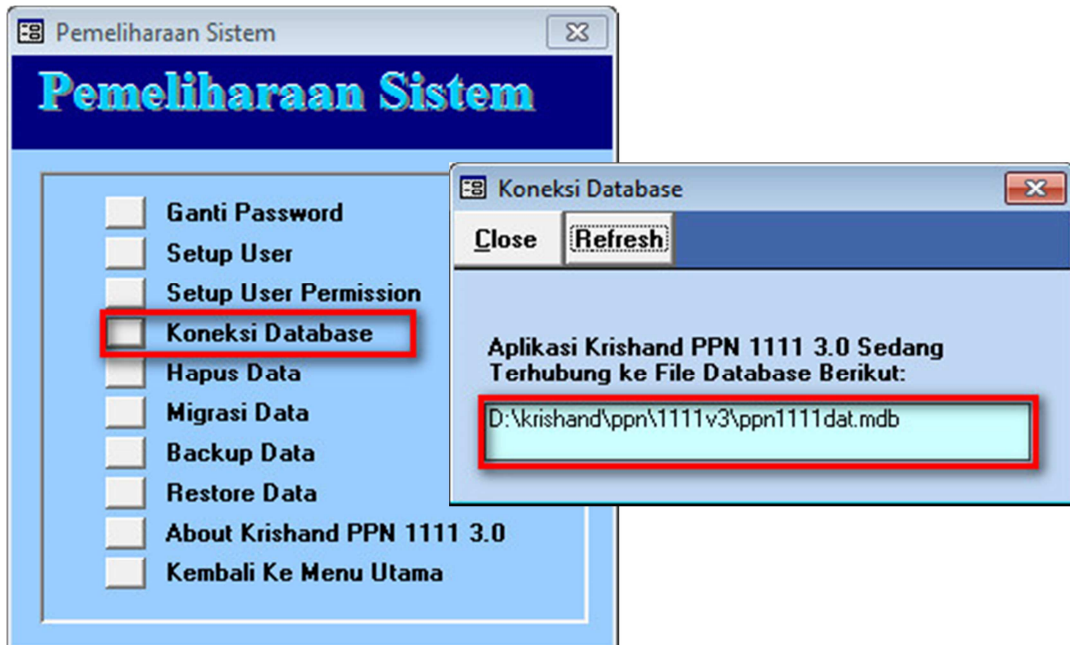 Pemeliharaan Sistem
Pemeliharaan Sistem
Ganti Password
Setup User
Setup User Permission
Koneksi Database
Hapus Data
Migrasi Data
Backup Data
Restore Data
About Krishand PPN 1111 3.0
Kembali Ke Menu Utama
Koneksi Database
Close Refresh
Aplikasi Krishand PPN 1111 3.0 Sedang
Terhubung ke File Database Berikut:
D:\krishand\ppn\1111v3\ppn1111dat.mdb